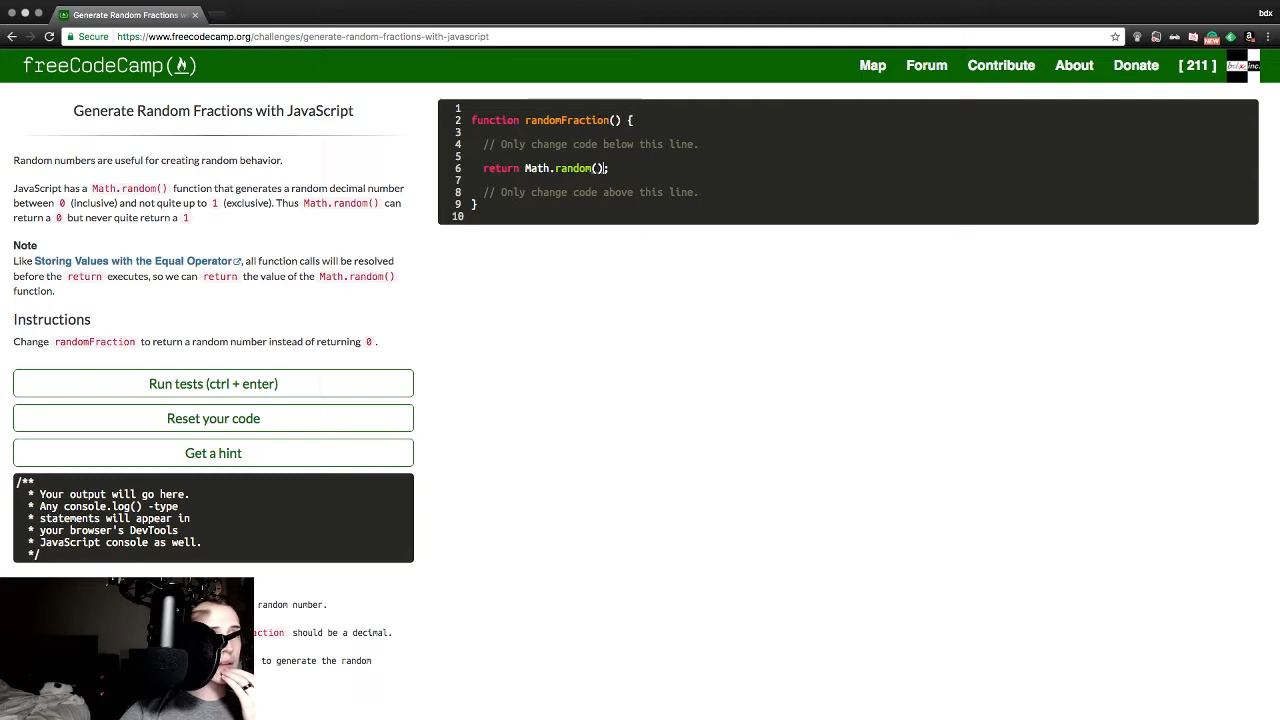 Generate Random Fractions wi
bdx
Secure
https://www.freecodecamp.org/challenges/generate-random-fractions-with-javascript
NEW
freeCodeCamp
Map
Forum
Contribute
About
Donate
[ 211 ]
inc.
Generate Random Fractions with JavaScript
Random numbers are useful for creating random behavior.
JavaScript has a Math.random() function that generates a random decimal number
between 0 (inclusive) and not quite up to 1 (exclusive). Thus Math.random() can
return a 0 but never quite return a 1
Note
Like Storing Values with the Equal Operator, all function calls will be resolved
before the return executes, so we can return the value of the Math.random()
function.
Instructions
Change randomFraction to return a random number instead of returning 0 .
Run tests (ctrl + enter)
Reset your code
Get a hint
/**
* Your output will go here.
* Any console.log() -type
* statements will appear in
* your browser's DevTools
* JavaScript console as well.
*/
random number.
action should be a decimal.
to generate the random
1
2 function randomFraction() {
3
4 // Only change code below this line.
5
6 return Math.random();
7
8 // Only change code above this line.
9 }
10